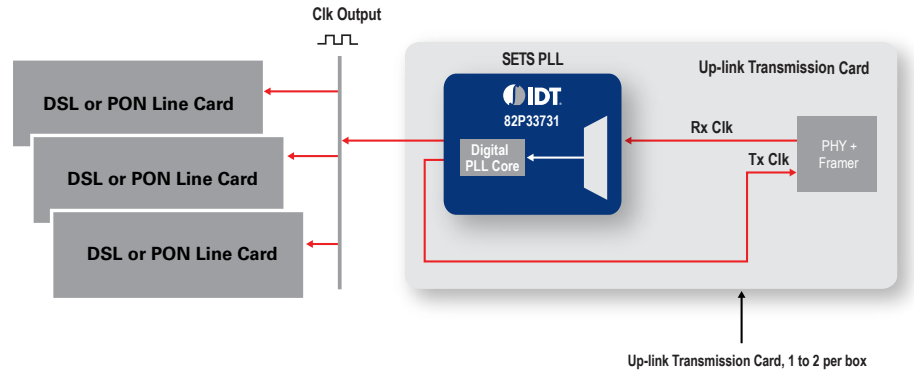 Clk Output
SETS PLL
Up-link Transmission Card
IDT.
82P33731
Digital
PLL Core
Rx Clk
Tx Clk
PHY +
Framer
DSL or PON Line Card
DSL or PON Line Card
DSL or PON Line Card
Up-link Transmission Card, 1 to 2 per box